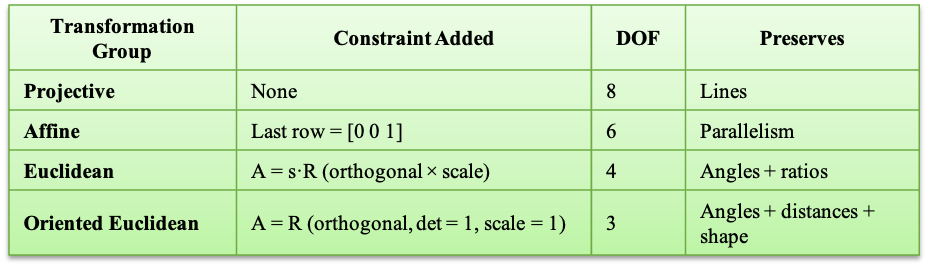 Transformation Group Constraint Added DOF Preserves
Projective None 8 Lines
Affine Last row = [0 0 1] 6 Parallelism
Euclidean A = s·R (orthogonal × scale) 4 Angles + ratios
Oriented Euclidean A = R (orthogonal, det = 1, scale = 1) 3 Angles + distances + shape